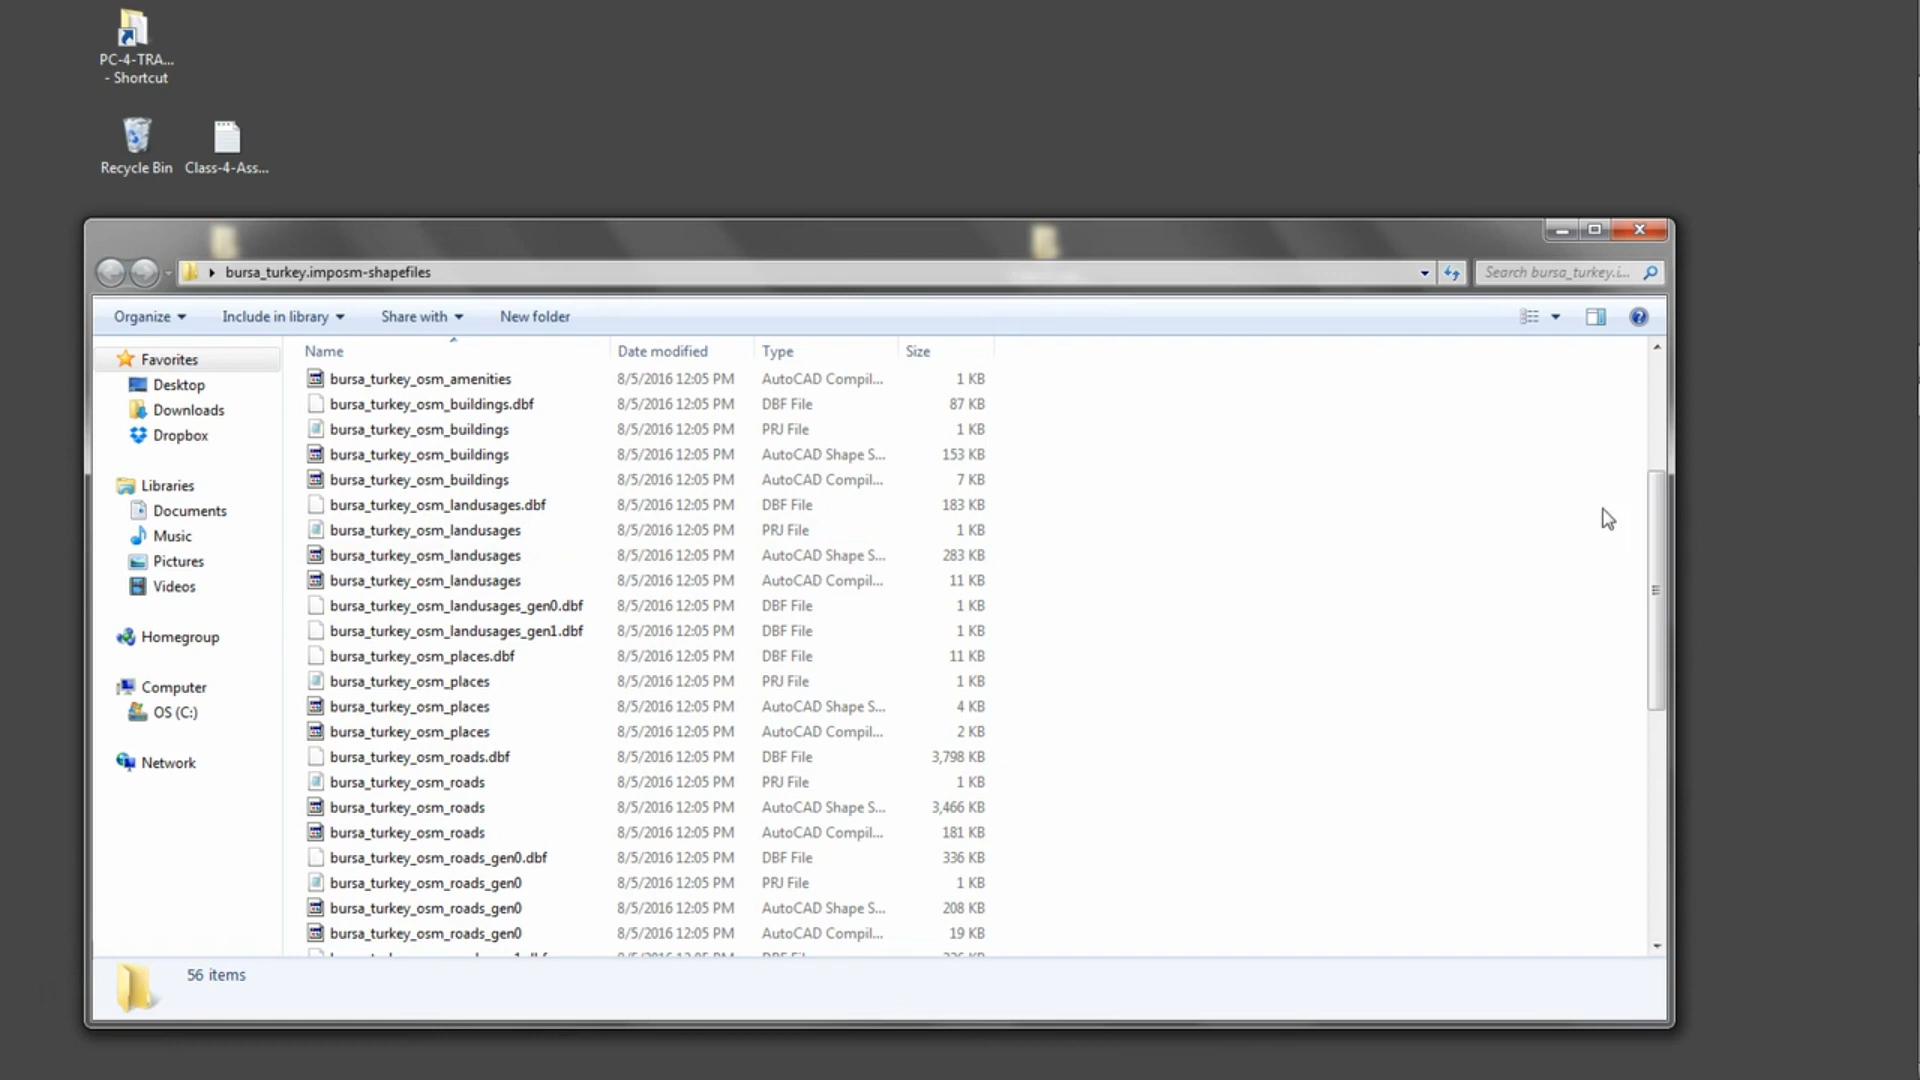 PC-4-TRA...
- Shortcut
Recycle Bin
Class-4-Ass...
bursa_turkey.imposm-shapefiles
Search bursa_turkey.i...
Organize
Include in library
Share with
New folder
Name Date modified Type Size
Favorites
Desktop
Downloads
Dropbox
Libraries
Documents
Music
Pictures
Videos
Homegroup
Computer
OS (C:)
Network
bursa_turkey_osm_amenities 8/5/2016 12:05 PM AutoCAD Compil... 1 KB
bursa_turkey_osm_buildings.dbf 8/5/2016 12:05 PM DBF File 87 KB
bursa_turkey_osm_buildings 8/5/2016 12:05 PM PRJ File 1 KB
bursa_turkey_osm_buildings 8/5/2016 12:05 PM AutoCAD Shape S... 153 KB
bursa_turkey_osm_buildings 8/5/2016 12:05 PM AutoCAD Compil... 7 KB
bursa_turkey_osm_landusages.dbf 8/5/2016 12:05 PM DBF File 183 KB
bursa_turkey_osm_landusages 8/5/2016 12:05 PM PRJ File 1 KB
bursa_turkey_osm_landusages 8/5/2016 12:05 PM AutoCAD Shape S... 283 KB
bursa_turkey_osm_landusages 8/5/2016 12:05 PM AutoCAD Compil... 11 KB
bursa_turkey_osm_landusages_gen0.dbf 8/5/2016 12:05 PM DBF File 1 KB
bursa_turkey_osm_landusages_gen1.dbf 8/5/2016 12:05 PM DBF File 1 KB
bursa_turkey_osm_places.dbf 8/5/2016 12:05 PM DBF File 11 KB
bursa_turkey_osm_places 8/5/2016 12:05 PM PRJ File 1 KB
bursa_turkey_osm_places 8/5/2016 12:05 PM AutoCAD Shape S... 4 KB
bursa_turkey_osm_places 8/5/2016 12:05 PM AutoCAD Compil... 2 KB
bursa_turkey_osm_roads.dbf 8/5/2016 12:05 PM DBF File 3,798 KB
bursa_turkey_osm_roads 8/5/2016 12:05 PM PRJ File 1 KB
bursa_turkey_osm_roads 8/5/2016 12:05 PM AutoCAD Shape S... 3,466 KB
bursa_turkey_osm_roads 8/5/2016 12:05 PM AutoCAD Compil... 181 KB
bursa_turkey_osm_roads_gen0.dbf 8/5/2016 12:05 PM DBF File 336 KB
bursa_turkey_osm_roads_gen0 8/5/2016 12:05 PM PRJ File 1 KB
bursa_turkey_osm_roads_gen0 8/5/2016 12:05 PM AutoCAD Shape S... 208 KB
bursa_turkey_osm_roads_gen0 8/5/2016 12:05 PM AutoCAD Compil... 19 KB
56 items